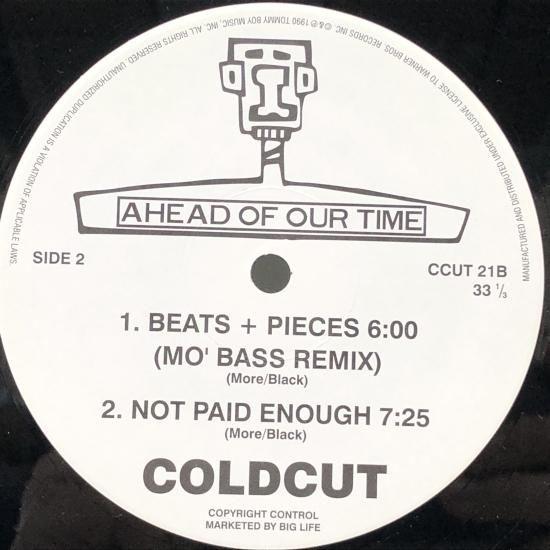 MANUFACTURED AND DISTRIBUTED UNDER EXCLUSIVE LICENSE TO WARNER BROS. RECORDS INC. ©&℗ 1990 TOMMY BOY MUSIC, INC. ALL RIGHTS RESERVED. UNAUTHORIZED DUPLICATION IS A VIOLATION OF APPLICABLE LAWS.
AHEAD OF OUR TIME
SIDE 2
CCUT 21B
33 ⅓
1. BEATS + PIECES 6:00
(MO' BASS REMIX)
(More/Black)
2. NOT PAID ENOUGH 7:25
(More/Black)
COLDCUT
COPYRIGHT CONTROL
MARKETED BY BIG LIFE